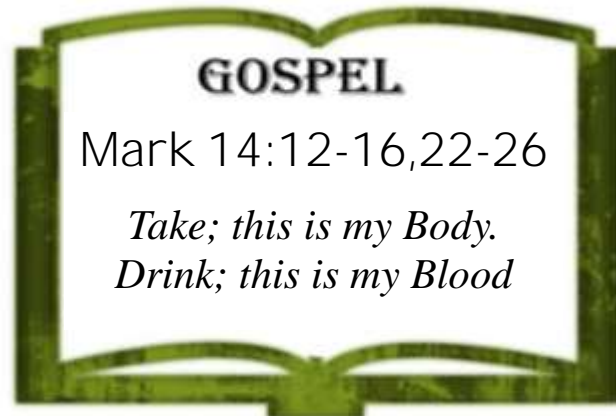 GOSPEL
Mark 14:12-16,22-26
Take; this is my Body.
Drink; this is my Blood